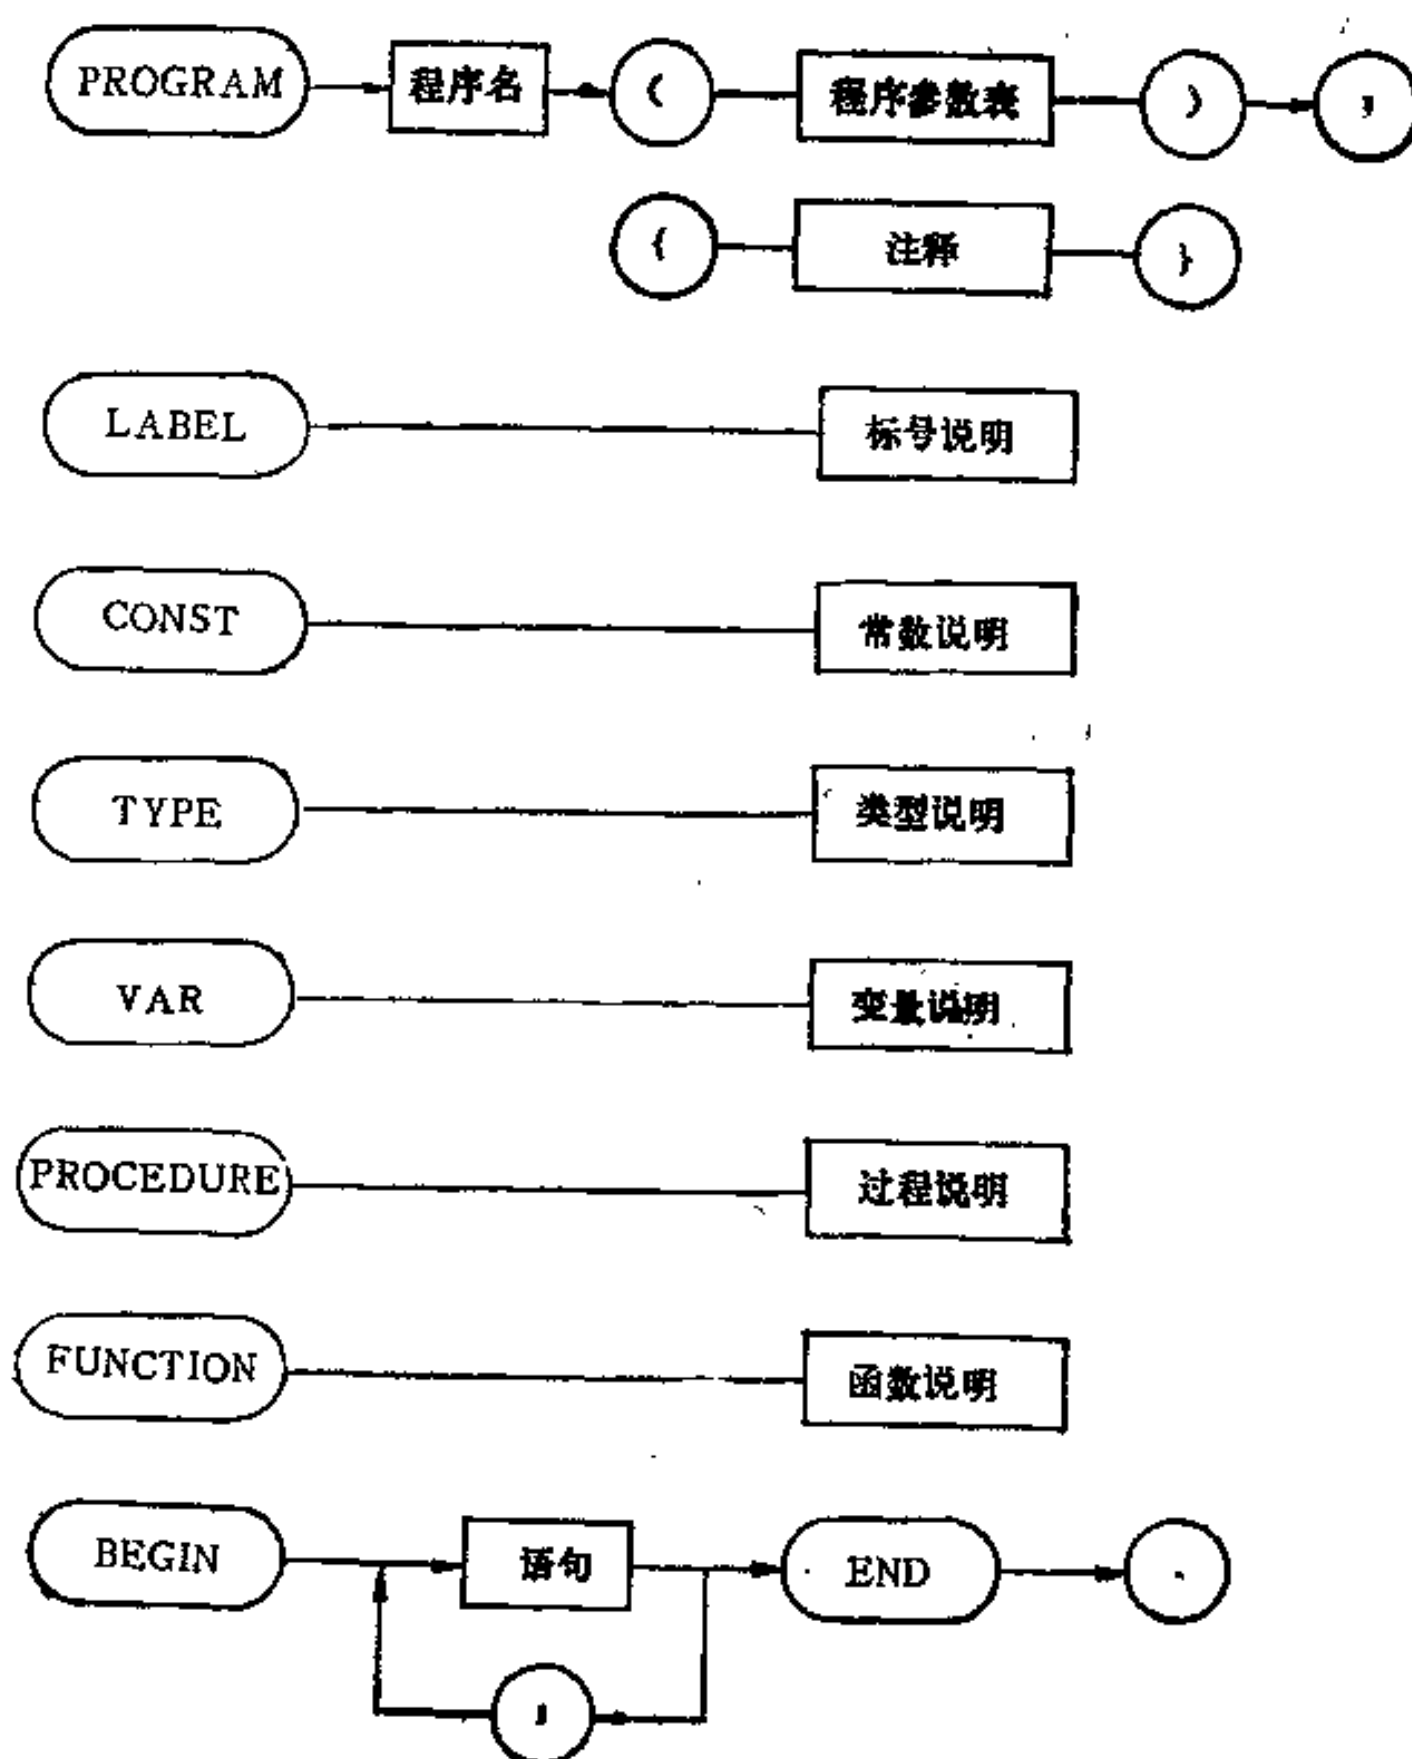 PROGRAM 程序名 ( 程序参数表 ) ;
{ 注释 }
LABEL 标号说明
CONST 常数说明
TYPE 类型说明
VAR 变量说明
PROCEDURE 过程说明
FUNCTION 函数说明
BEGIN 语句 END .
;